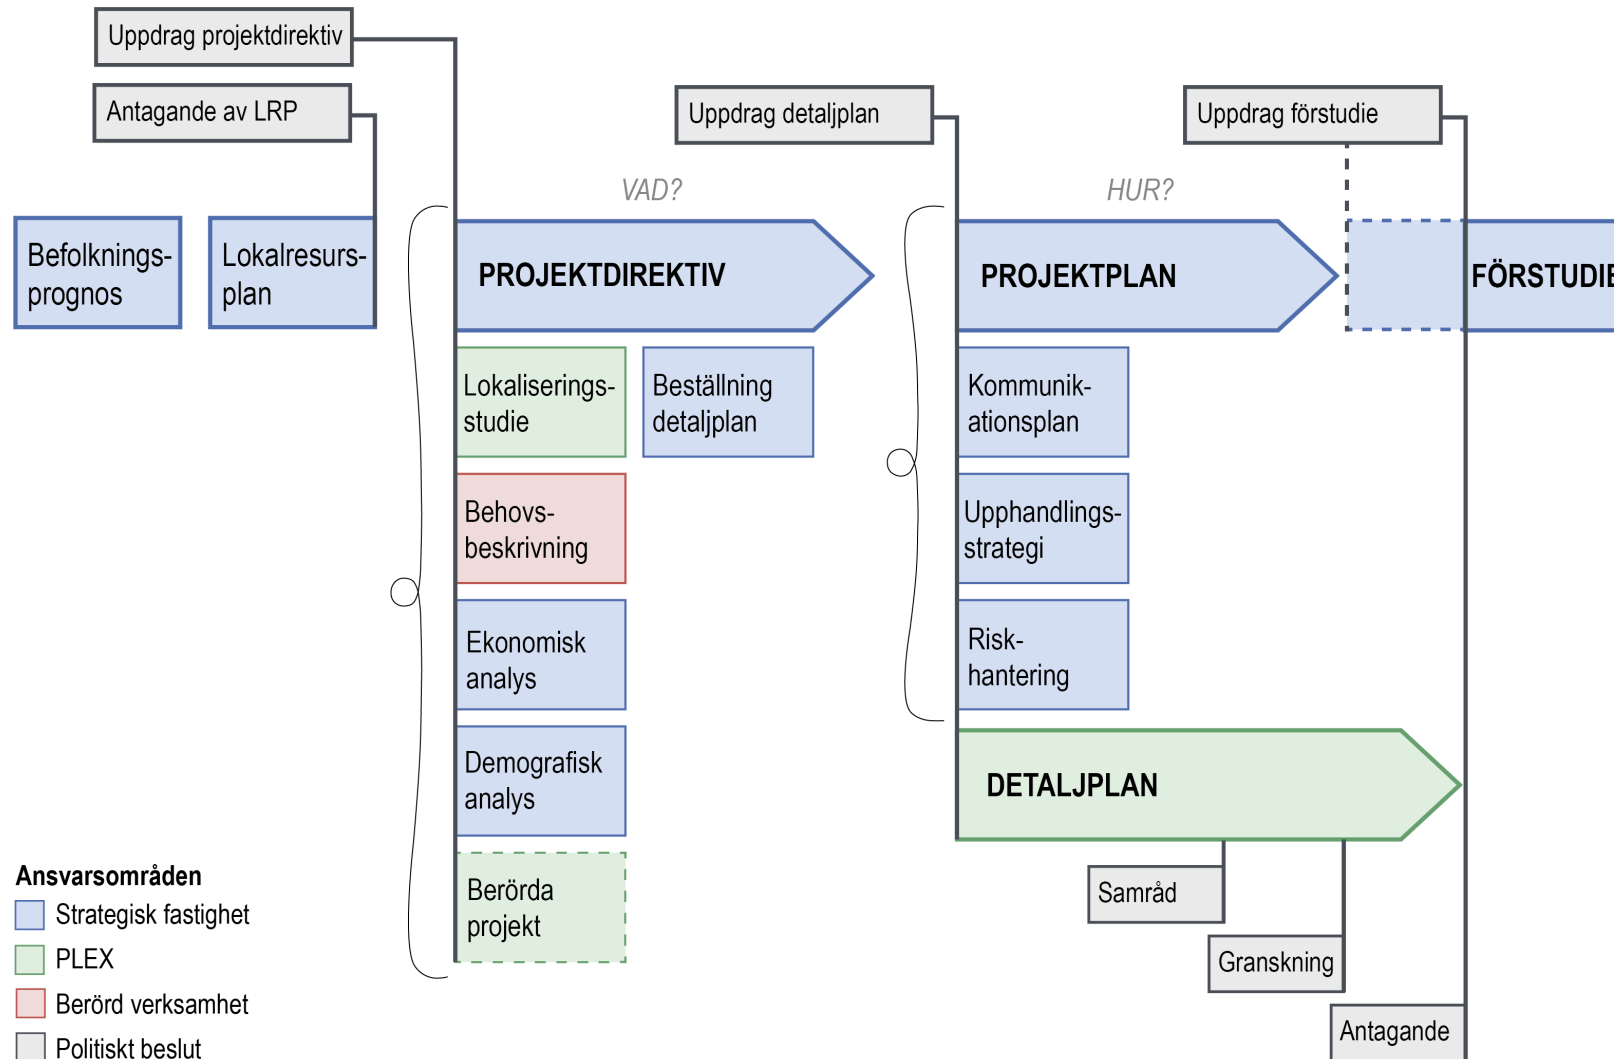 Uppdrag projektdirektiv
Antagande av LRP
Uppdrag detaljplan
Uppdrag förstudie
VAD?
HUR?
Befolknings-
prognos
Lokalresurs-
plan
PROJEKTDIREKTIV
PROJEKTPLAN
FÖRSTUDIE
Lokaliserings-
studie
Beställning
detaljplan
Kommunik-
ationsplan
Behovs-
beskrivning
Upphandlings-
strategi
Ekonomisk
analys
Risk-
hantering
Demografisk
analys
DETALJPLAN
Berörda
projekt
Samråd
Granskning
Antagande
Ansvarsområden
Strategisk fastighet
PLEX
Berörd verksamhet
Politiskt beslut